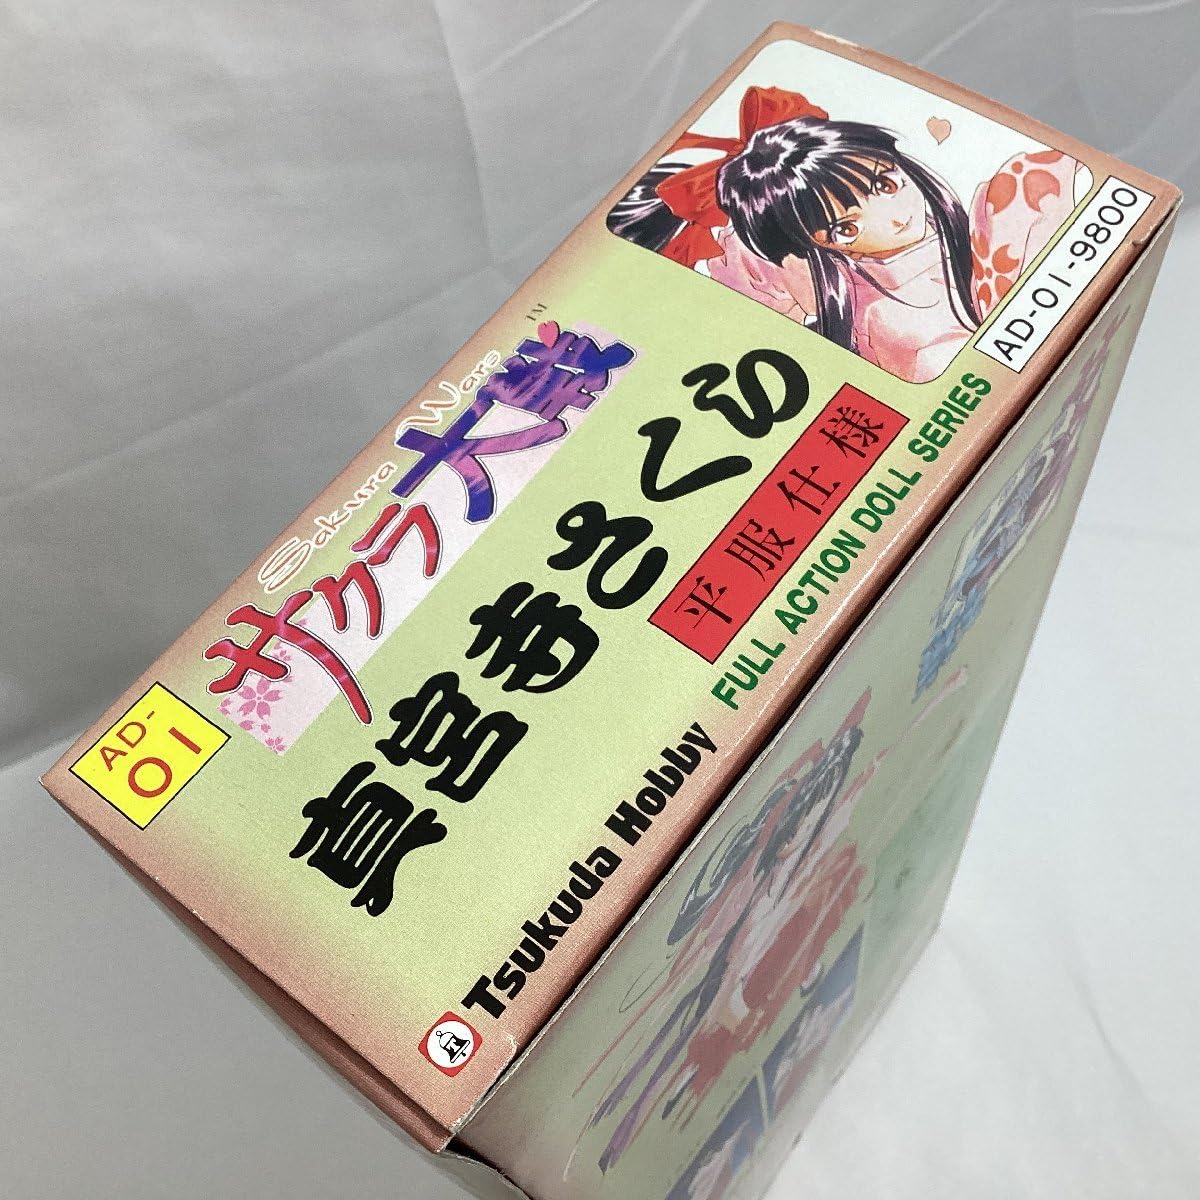 AD-
01
Sakura Wars
サクラ大戦
TM
真宮寺さくら
平服仕様
Tsukuda Hobby
FULL ACTION DOLL SERIES
AD-01-9800